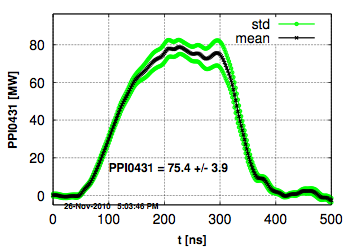 std
mean
PPI0431 [MW]
80
60
40
20
0
PPI0431 = 75.4 +/- 3.9
26-Nov-2010 5:03:46 PM
0 100 200 300 400 500
t [ns]